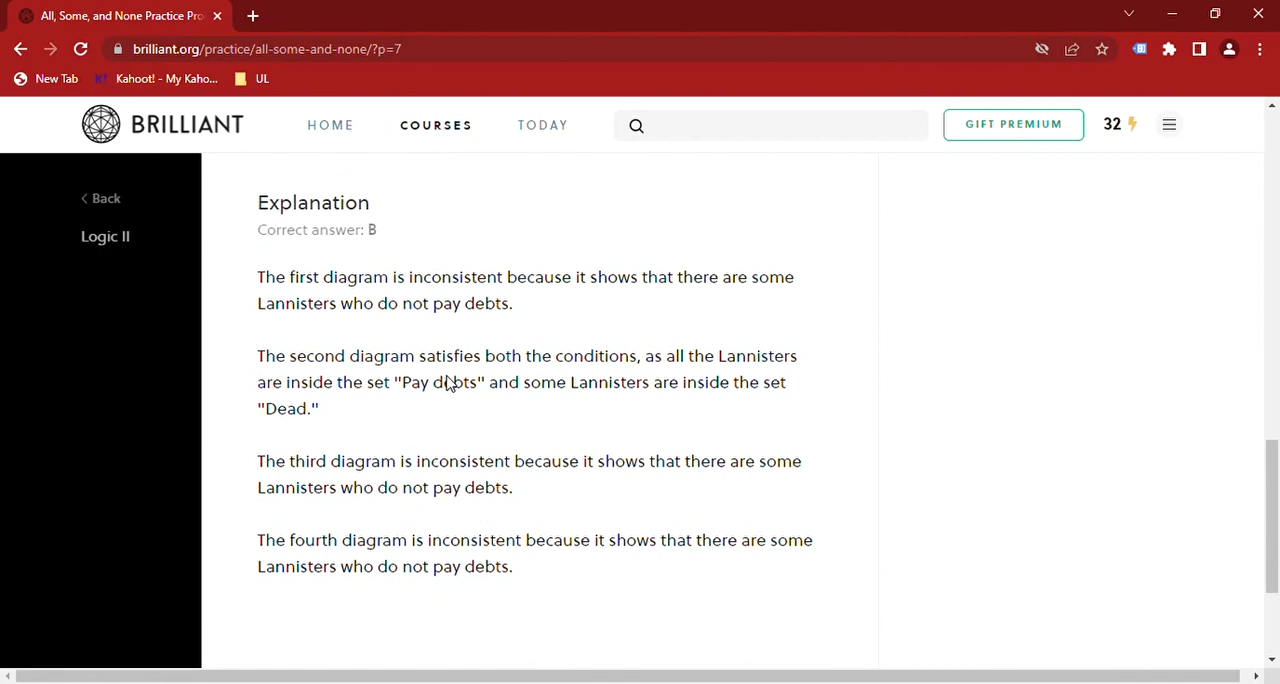 All, Some, and None Practice Pro
brilliant.org/practice/all-some-and-none/?p=7
New Tab
K! Kahoot! - My Kaho...
UL
BRILLIANT
HOME
COURSES
TODAY
GIFT PREMIUM
32
< Back
Logic II
Explanation
Correct answer: B
The first diagram is inconsistent because it shows that there are some
Lannisters who do not pay debts.
The second diagram satisfies both the conditions, as all the Lannisters
are inside the set "Pay debts" and some Lannisters are inside the set
"Dead."
The third diagram is inconsistent because it shows that there are some
Lannisters who do not pay debts.
The fourth diagram is inconsistent because it shows that there are some
Lannisters who do not pay debts.